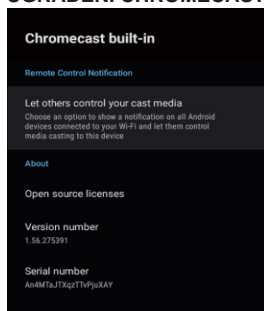 UGRAĐENI CHROMECAST
Chromecast built-in
Remote Control Notification
Let others control your cast media
Choose an option to show a notification on all Android
devices connected to your Wi-Fi and let them control
media casting to this device
About
Open source licenses
Version number
1.56.275391
Serial number
An4MTaJTXqzTTvPjuXAY